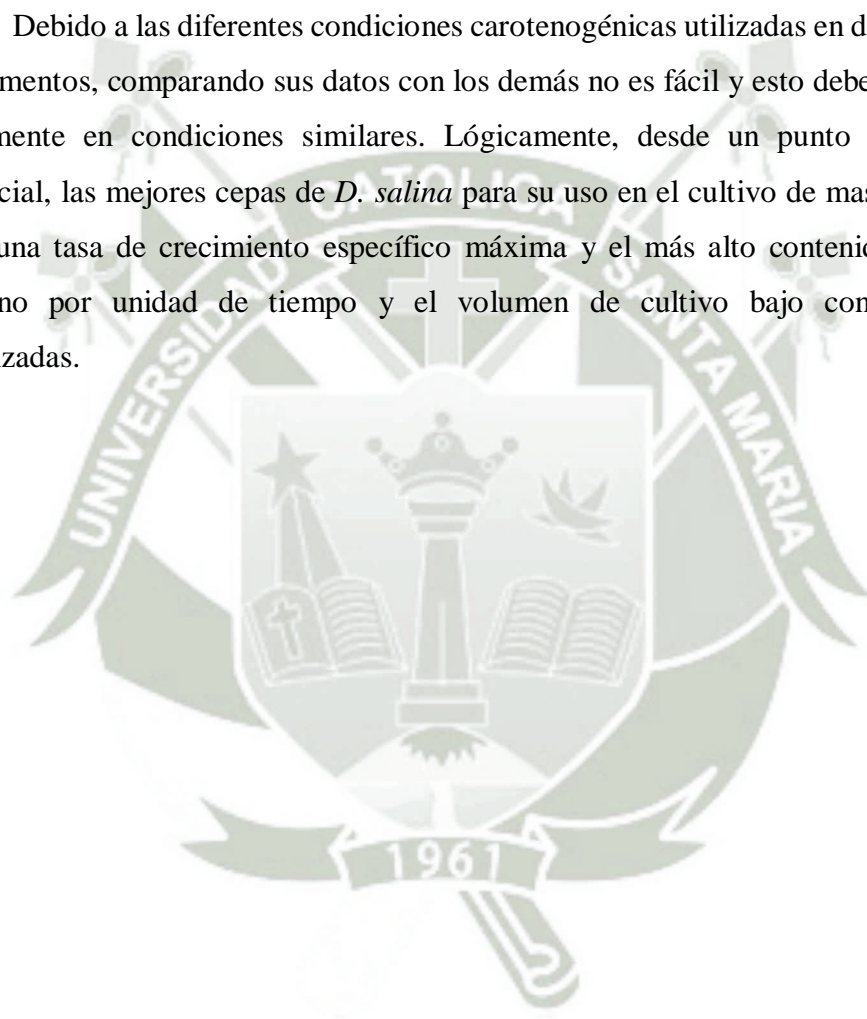 Debido a las diferentes condiciones carotenogénicas utilizadas en d
mentos, comparando sus datos con los demás no es fácil y esto debe
mente en condiciones similares. Lógicamente, desde un punto
cial, las mejores cepas de D. salina para su uso en el cultivo de mas
una tasa de crecimiento específico máxima y el más alto conteni
no por unidad de tiempo y el volumen de cultivo bajo con
zadas.
UNIVERSIDAD CATOLICA SANTA MARIA
1961